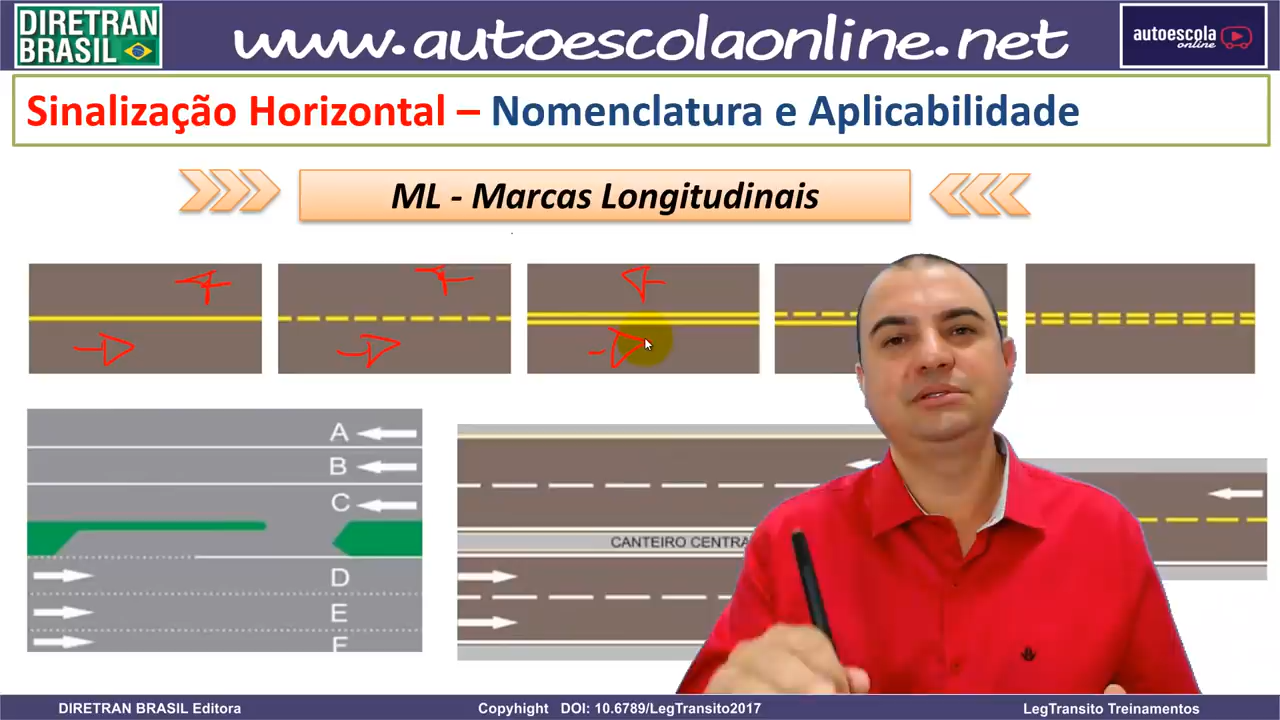 DIRETRAN
BRASIL
www.autoescolaonline.net
autoescola
online
Sinalização Horizontal – Nomenclatura e Aplicabilidade
ML - Marcas Longitudinais
A
B
C
D
E
F
CANTEIRO CENTRA
DIRETRAN BRASIL Editora
Copyhight DOI: 10.6789/LegTransito2017
LegTransito Treinamentos